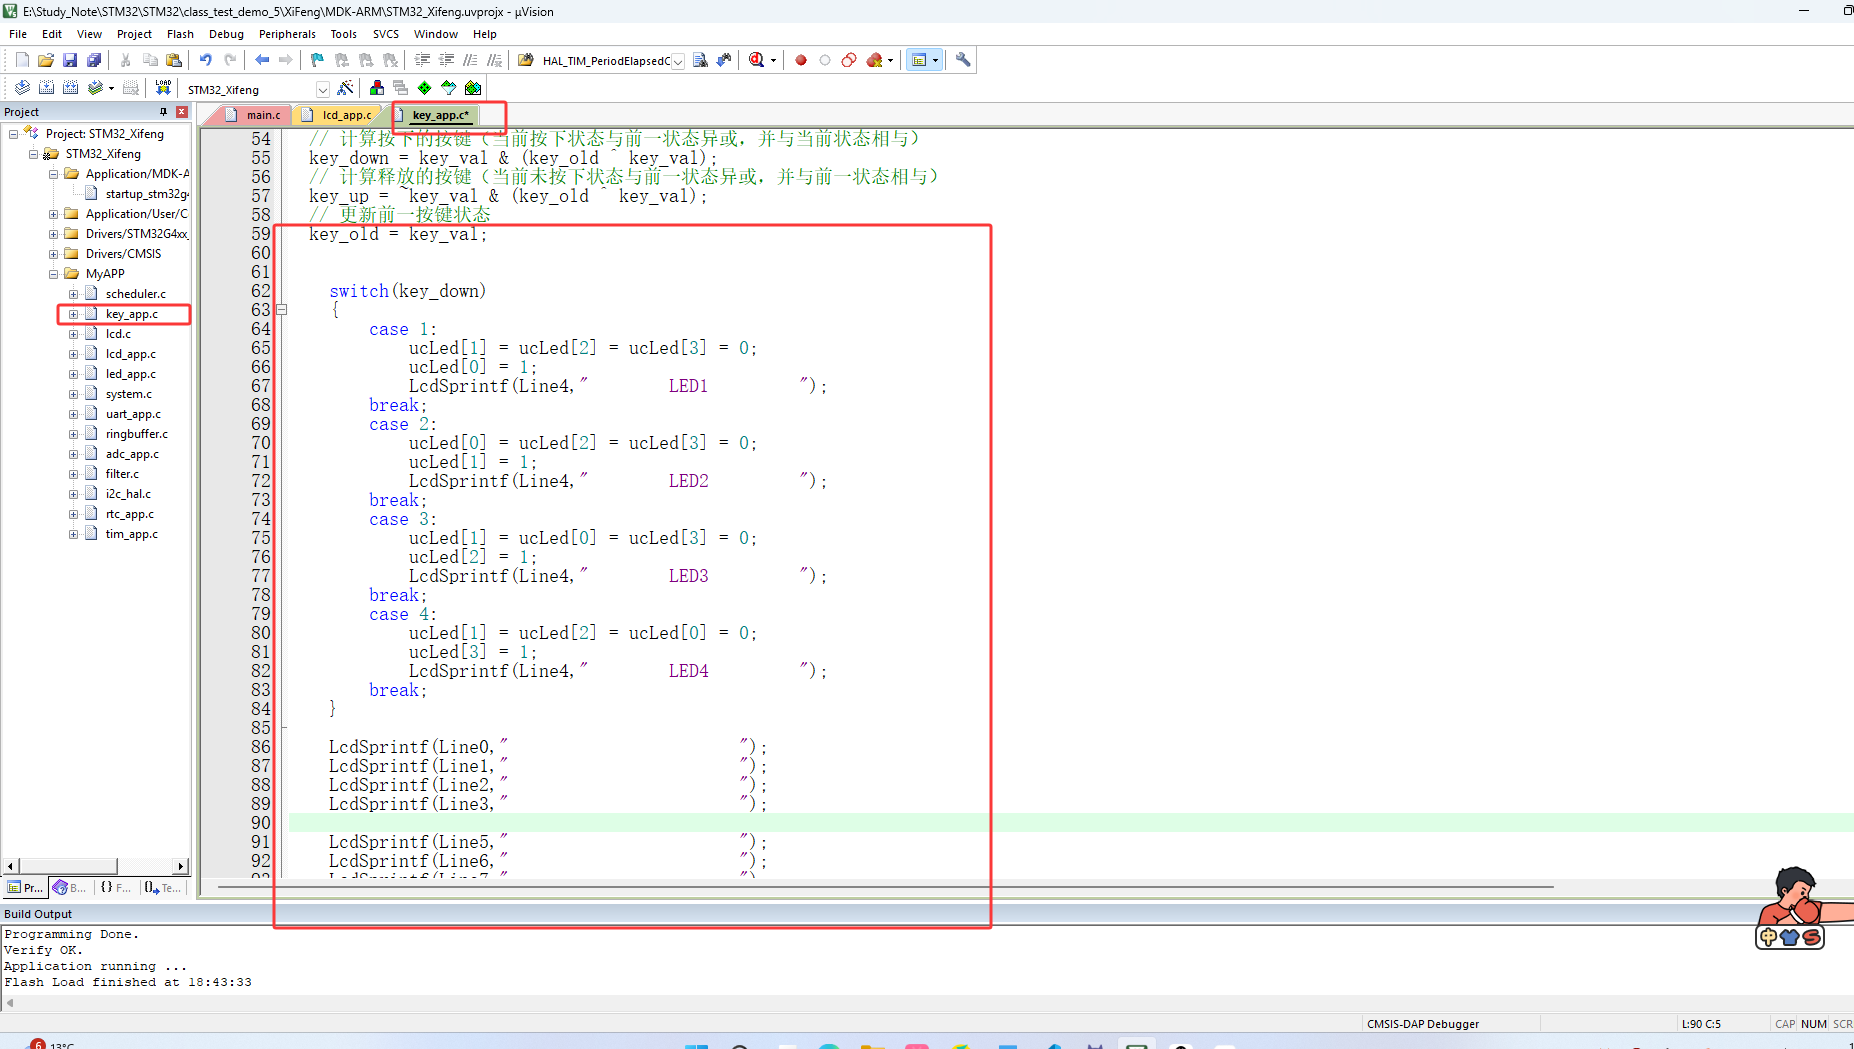 E:\Study_Note\STM32\STM32\class_test_demo_5\XiFeng\MDK-ARM\STM32_Xifeng.uvprojx - µVision
File Edit View Project Flash Debug Peripherals Tools SVCS Window Help
HAL_TIM_PeriodElapsedC
LOAD STM32_Xifeng
Project
main.c lcd_app.c key_app.c*
Project: STM32_Xifeng
STM32_Xifeng
Application/MDK-A
startup_stm32g4
Application/User/C
Drivers/STM32G4xx_
Drivers/CMSIS
MyAPP
scheduler.c
key_app.c
lcd.c
lcd_app.c
led_app.c
system.c
uart_app.c
ringbuffer.c
adc_app.c
filter.c
i2c_hal.c
rtc_app.c
tim_app.c
Pr... B... {} F... Te...
54 // 计算按下的按键（当前按下状态与前一状态异或，并与当前状态相与）
55 key_down = key_val & (key_old ^ key_val);
56 // 计算释放的按键（当前未按下状态与前一状态异或，并与前一状态相与）
57 key_up = ~key_val & (key_old ^ key_val);
58 // 更新前一按键状态
59 key_old = key_val;
60
61
62 switch(key_down)
63 {
64 case 1:
65 ucLed[1] = ucLed[2] = ucLed[3] = 0;
66 ucLed[0] = 1;
67 LcdSprintf(Line4,"        LED1         ");
68 break;
69 case 2:
70 ucLed[0] = ucLed[2] = ucLed[3] = 0;
71 ucLed[1] = 1;
72 LcdSprintf(Line4,"        LED2         ");
73 break;
74 case 3:
75 ucLed[1] = ucLed[0] = ucLed[3] = 0;
76 ucLed[2] = 1;
77 LcdSprintf(Line4,"        LED3         ");
78 break;
79 case 4:
80 ucLed[1] = ucLed[2] = ucLed[0] = 0;
81 ucLed[3] = 1;
82 LcdSprintf(Line4,"        LED4         ");
83 break;
84 }
85
86 LcdSprintf(Line0,"                       ");
87 LcdSprintf(Line1,"                       ");
88 LcdSprintf(Line2,"                       ");
89 LcdSprintf(Line3,"                       ");
90
91 LcdSprintf(Line5,"                       ");
92 LcdSprintf(Line6,"                       ");
93 LcdSprintf(Line7,"                       ")
Build Output
Programming Done.
Verify OK.
Application running ...
Flash Load finished at 18:43:33
中 S
CMSIS-DAP Debugger L:90 C:5 CAP NUM SCR
6 13°C